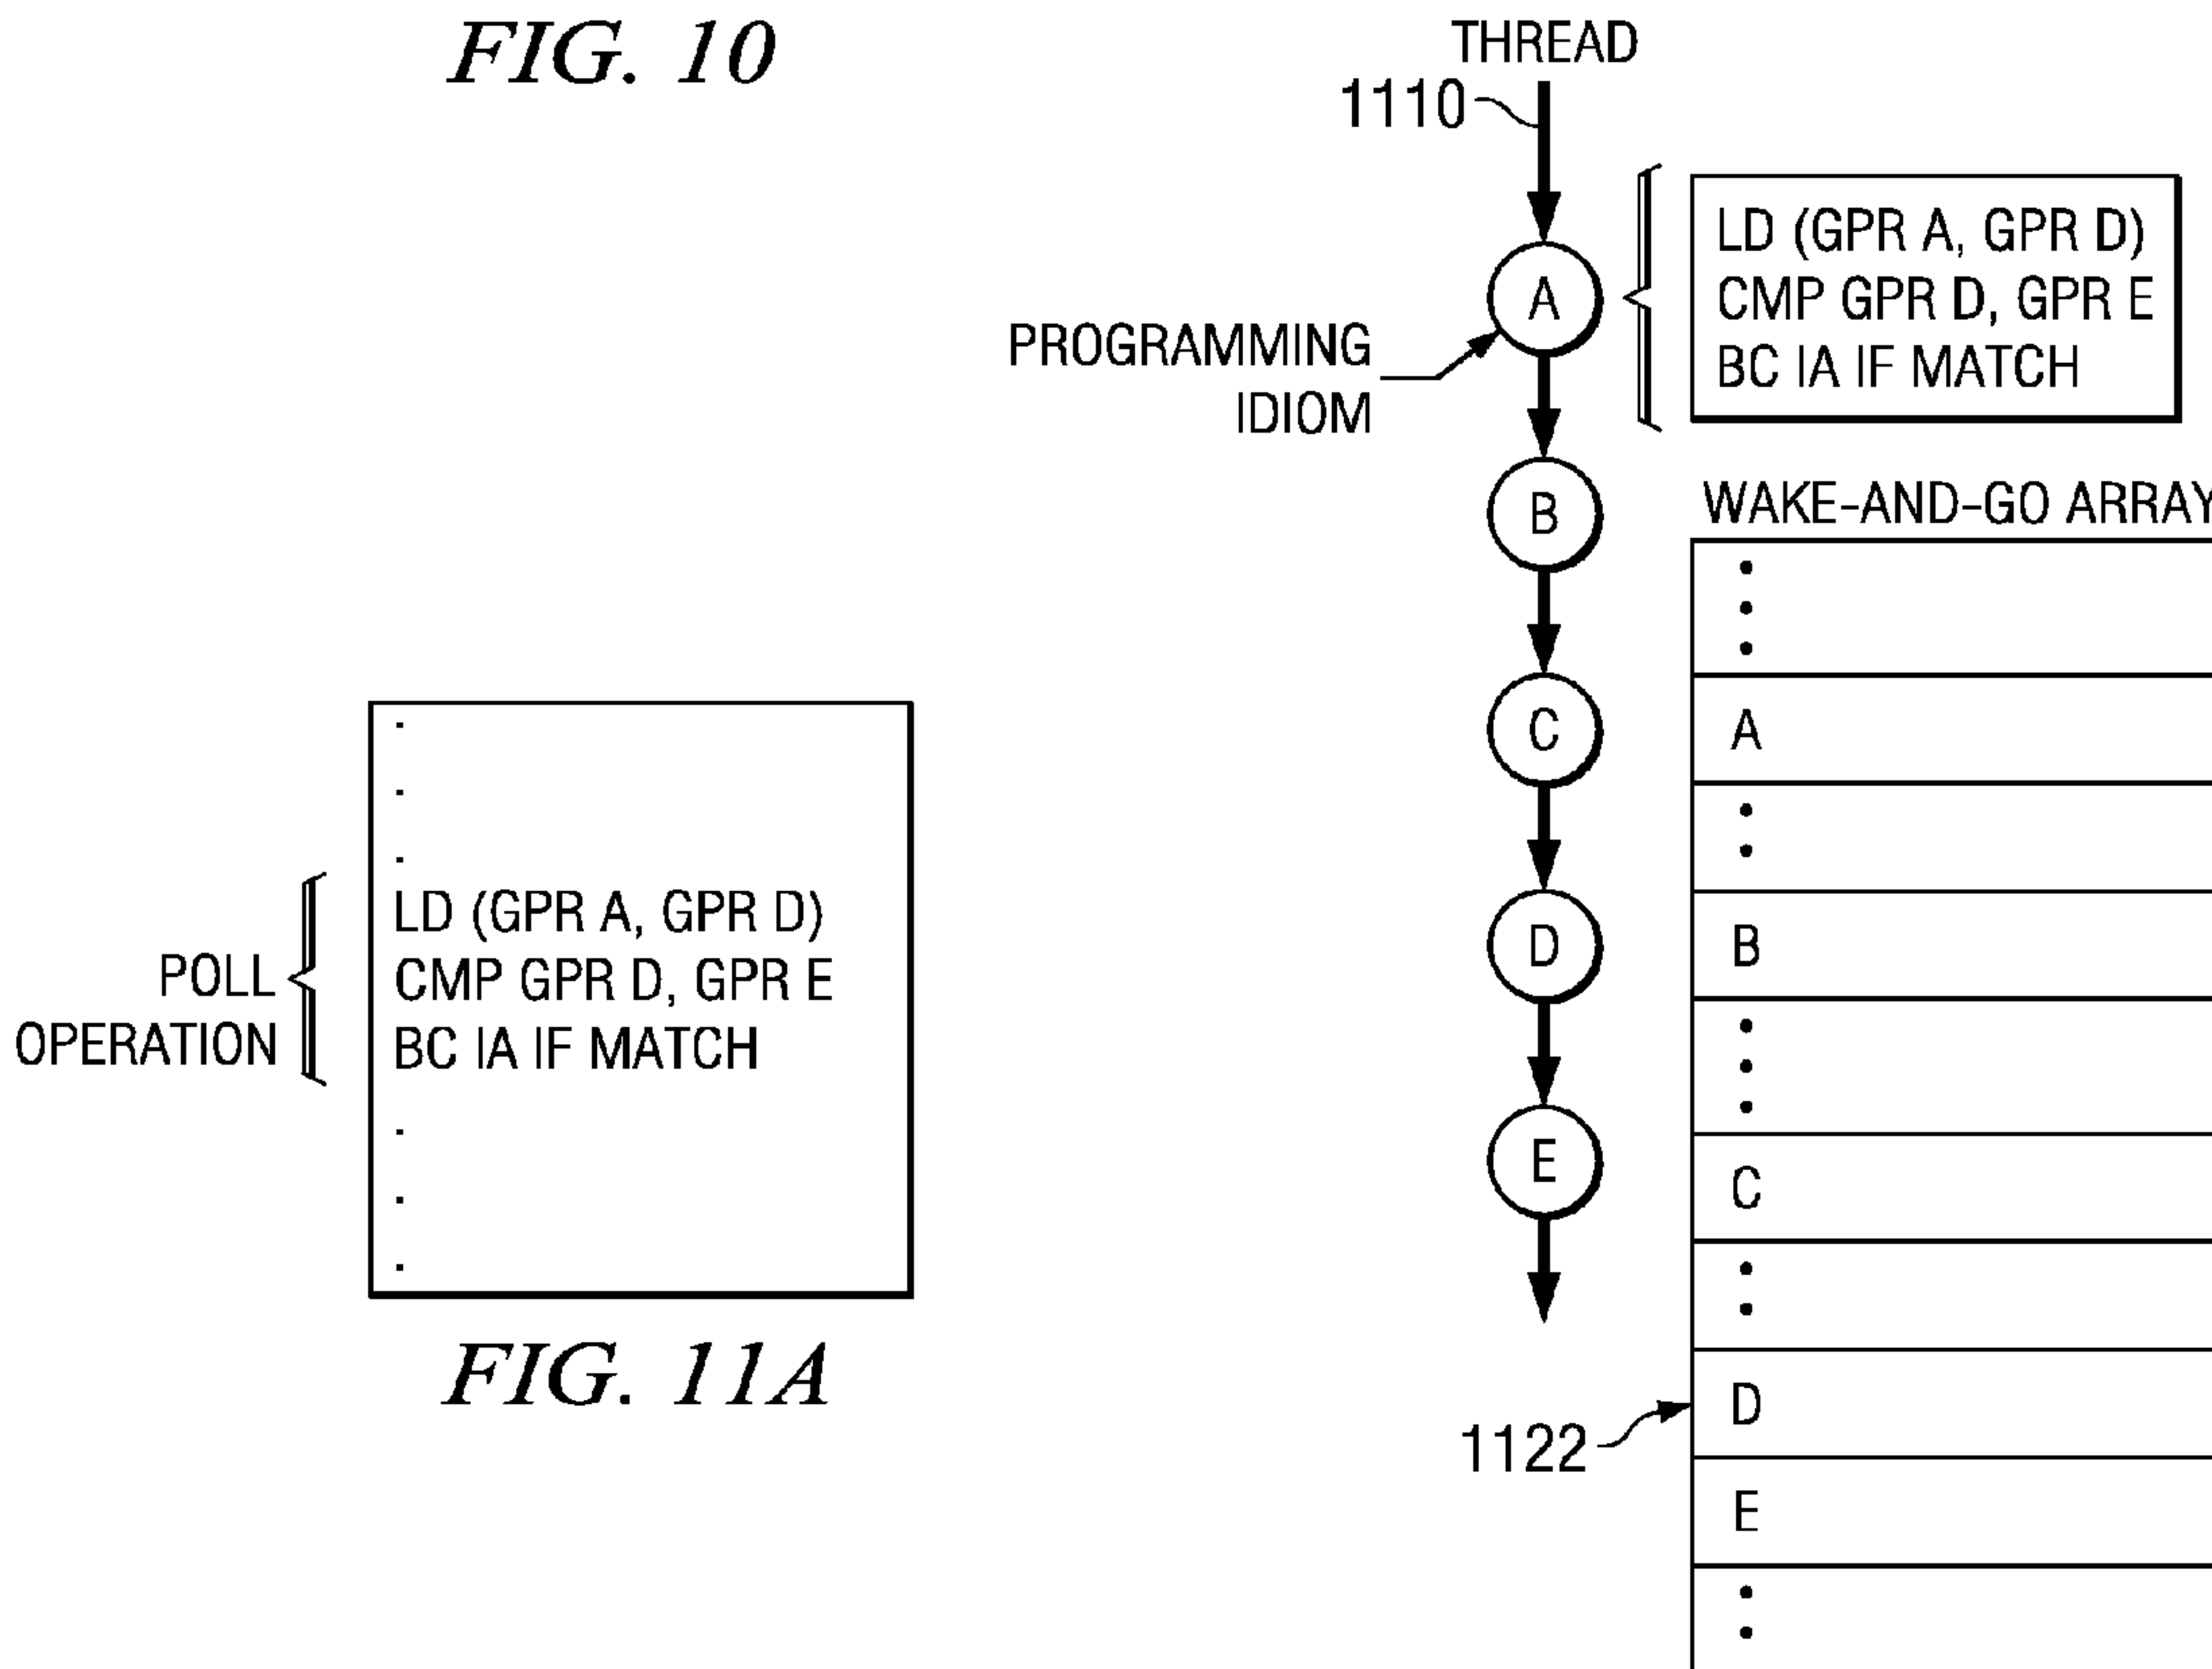 FIG. 10
THREAD
1110
A
LD (GPR A, GPR D)
CMP GPR D, GPR E
BC IA IF MATCH
PROGRAMMING
IDIOM
B
C
D
E
WAKE-AND-GO ARRAY
A
B
C
D
E
1122
POLL
OPERATION
LD (GPR A, GPR D)
CMP GPR D, GPR E
BC IA IF MATCH
FIG. 11A